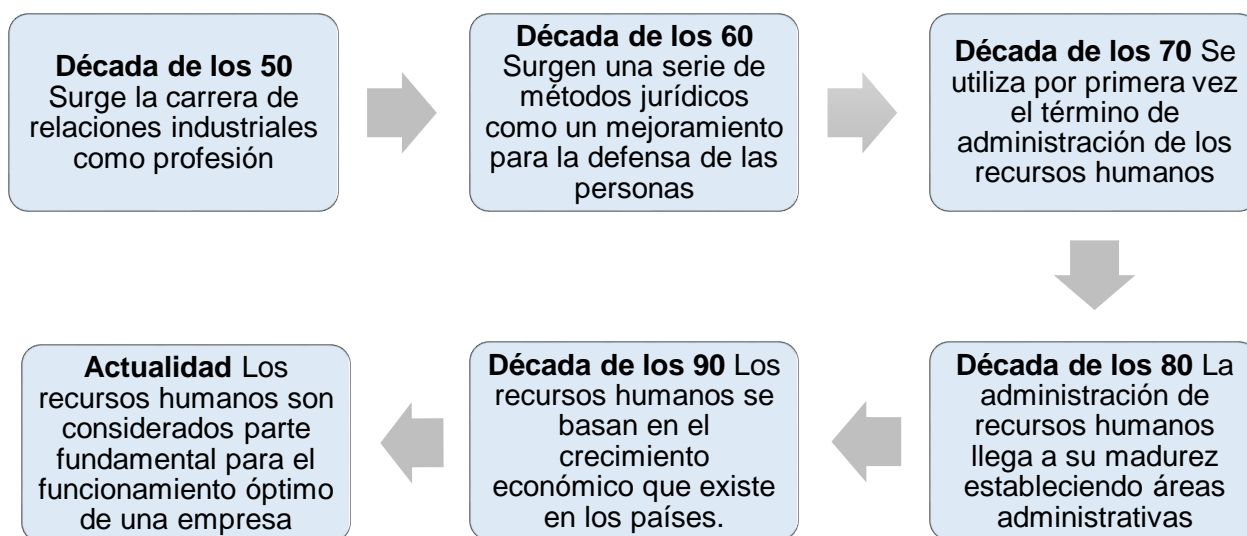 Década de los 50
Surge la carrera de
relaciones industriales
como profesión
Década de los 60
Surgen una serie de
métodos jurídicos
como un mejoramiento
para la defensa de las
personas
Década de los 70 Se
utiliza por primera vez
el término de
administración de los
recursos humanos
Década de los 80 La
administración de
recursos humanos
llega a su madurez
estableciendo áreas
administrativas
Década de los 90 Los
recursos humanos se
basan en el
crecimiento
económico que existe
en los países.
Actualidad Los
recursos humanos son
considerados parte
fundamental para el
funcionamiento óptimo
de una empresa